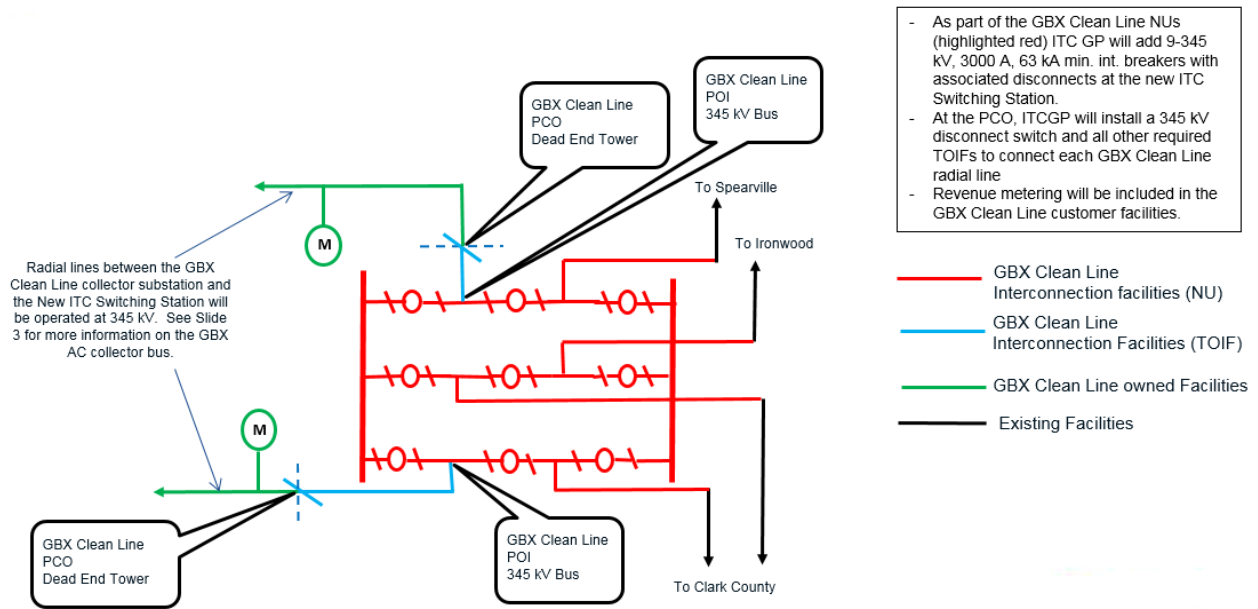 GBX Clean Line
PCO
Dead End Tower
GBX Clean Line
POI
345 kV Bus
- As part of the GBX Clean Line NUs
(highlighted red) ITC GP will add 9-345
kV, 3000 A, 63 kA min. int. breakers with
associated disconnects at the new ITC
Switching Station.
- At the PCO, ITCGP will install a 345 kV
disconnect switch and all other required
TOIFs to connect each GBX Clean Line
radial line
- Revenue metering will be included in the
GBX Clean Line customer facilities.
To Spearville
To Ironwood
M
Radial lines between the GBX
Clean Line collector substation and
the New ITC Switching Station will
be operated at 345 kV. See Slide
3 for more information on the GBX
AC collector bus.
GBX Clean Line
Interconnection facilities (NU)
GBX Clean Line
Interconnection Facilities (TOIF)
GBX Clean Line owned Facilities
Existing Facilities
M
GBX Clean Line
PCO
Dead End Tower
GBX Clean Line
POI
345 kV Bus
To Clark County